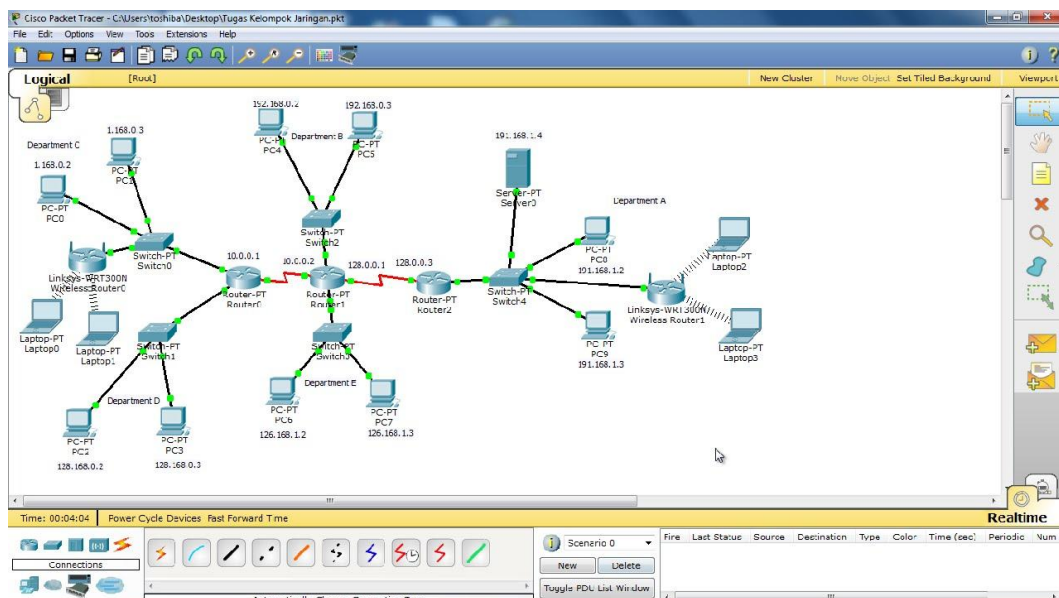 Cisco Packet Tracer - C:\Users\toshiba\Desktop\Tugas Kelompok Jaringan.pkt
File Edit Options View Tools Extensions Help
Logical [Root] New Cluster Move Object Set Tiled Background Viewport
192.168.0.2 192.168.0.3
1.168.0.3 Department B 191.168.1.4
PC-PT
PC4
PC-PT
PC5
Department C
1.168.0.2
PC-PT
PC1
PC-PT
PC0
Server-PT
Server0
Department A
Switch-PT
Switch2
Switch-PT
Switch0
PC-PT
PC8
191.168.1.2
Laptop-PT
Laptop2
10.0.0.1 10.0.0.2 128.0.0.1 128.0.0.3
Linksys-WRT300N
Wireless Router0
Router-PT
Router0
Router-PT
Router1
Router-PT
Router2
Switch-PT
Switch4
Linksys-WRT300N
Wireless Router1
Laptop-PT
Laptop0
Laptop-PT
Laptop1
Switch-PT
Switch1
Switch-PT
Switch3
PC-PT
PC9
191.168.1.3
Laptop-PT
Laptop3
Department E
Department D
PC-PT
PC6
126.168.1.2
PC-PT
PC7
126.168.1.3
PC-PT
PC2
128.168.0.2
PC-PT
PC3
128.168.0.3
Time: 00:04:04 Power Cycle Devices Fast Forward Time Realtime
Scenario 0 Fire Last Status Source Destination Type Color Time (sec) Periodic Num
Connections
New Delete
Toggle PDU List Window